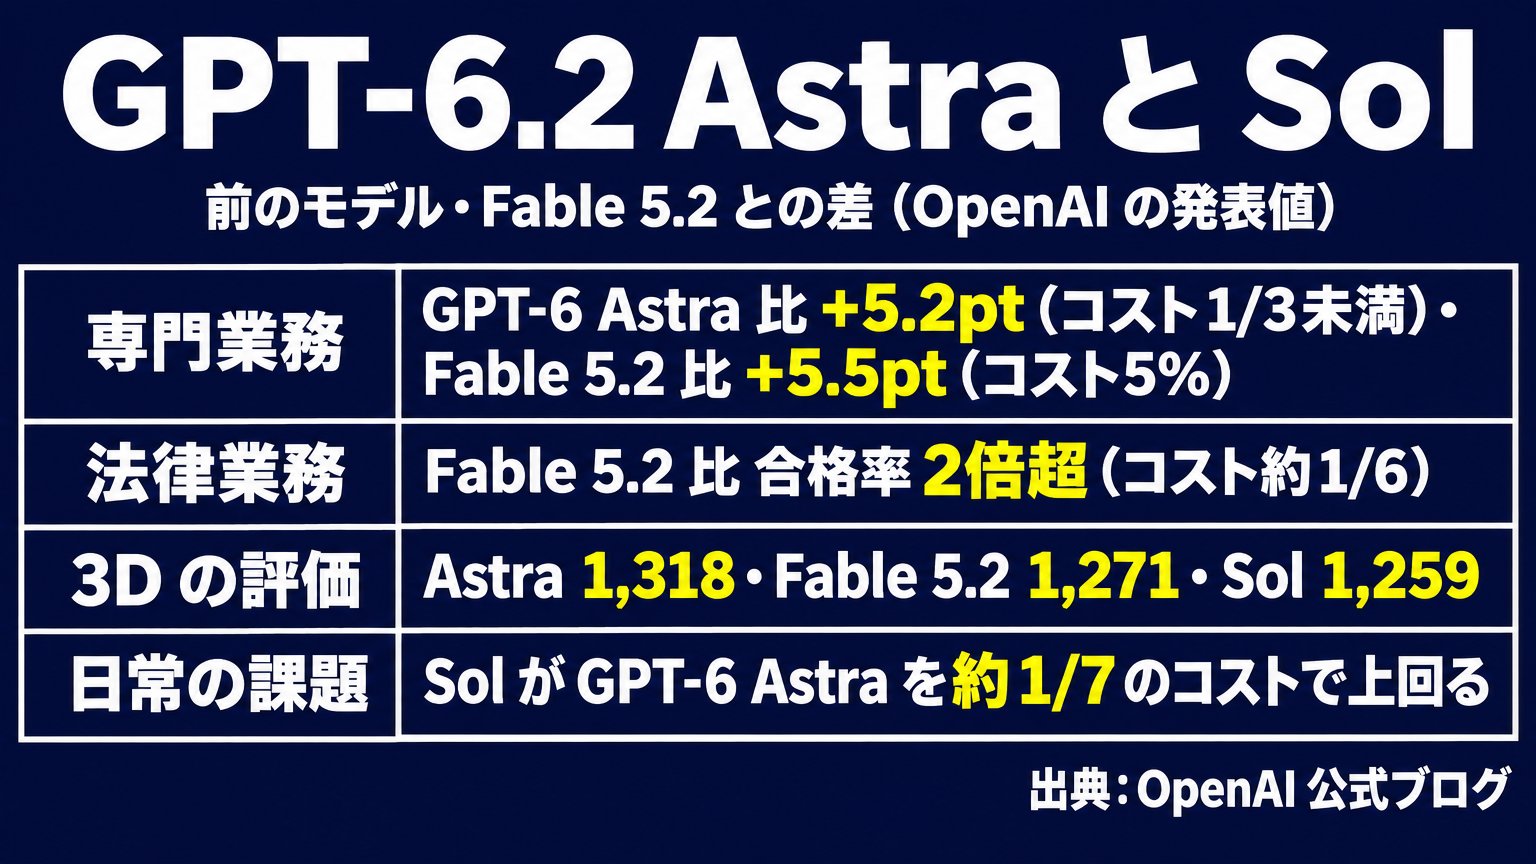 GPT-6.2 Astra と Sol
前のモデル・Fable 5.2 との差（OpenAI の発表値）
専門業務
GPT-6 Astra 比 +5.2pt（コスト1/3未満）・
Fable 5.2 比 +5.5pt（コスト5%）
法律業務
Fable 5.2 比 合格率 2倍超（コスト約1/6）
3D の評価
Astra 1,318・Fable 5.2 1,271・Sol 1,259
日常の課題
Sol が GPT-6 Astra を約1/7のコストで上回る
出典：OpenAI 公式ブログ